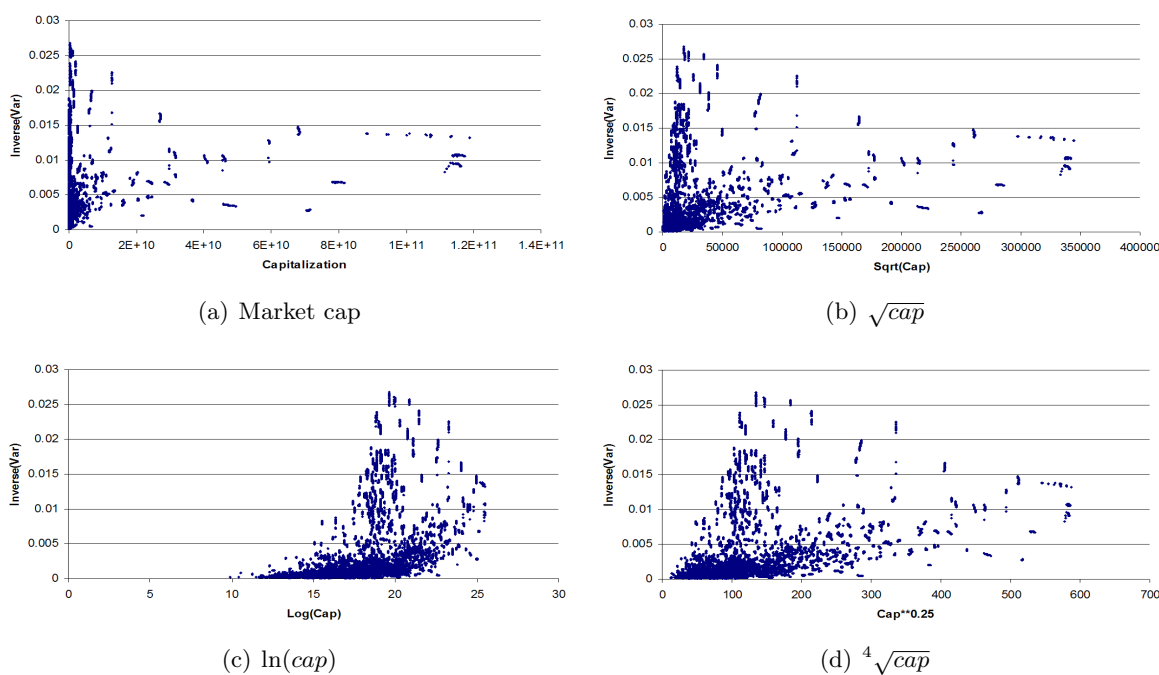 0.03
0.025
0.02
0.015
0.01
0.005
0
Inverse(Var)
0 2E+10 4E+10 6E+10 8E+10 1E+11 1.2E+11 1.4E+11
Capitalization
(a) Market cap
0.03
0.025
0.02
0.015
0.01
0.005
0
Inverse(Var)
0 50000 100000 150000 200000 250000 300000 350000 400000
Sqrt(Cap)
(b) √cap
0.03
0.025
0.02
0.015
0.01
0.005
0
Inverse(Var)
0 5 10 15 20 25 30
Log(Cap)
(c) ln(cap)
0.03
0.025
0.02
0.015
0.01
0.005
0
Inverse(Var)
0 100 200 300 400 500 600 700
Cap**0.25
(d) ⁴√cap